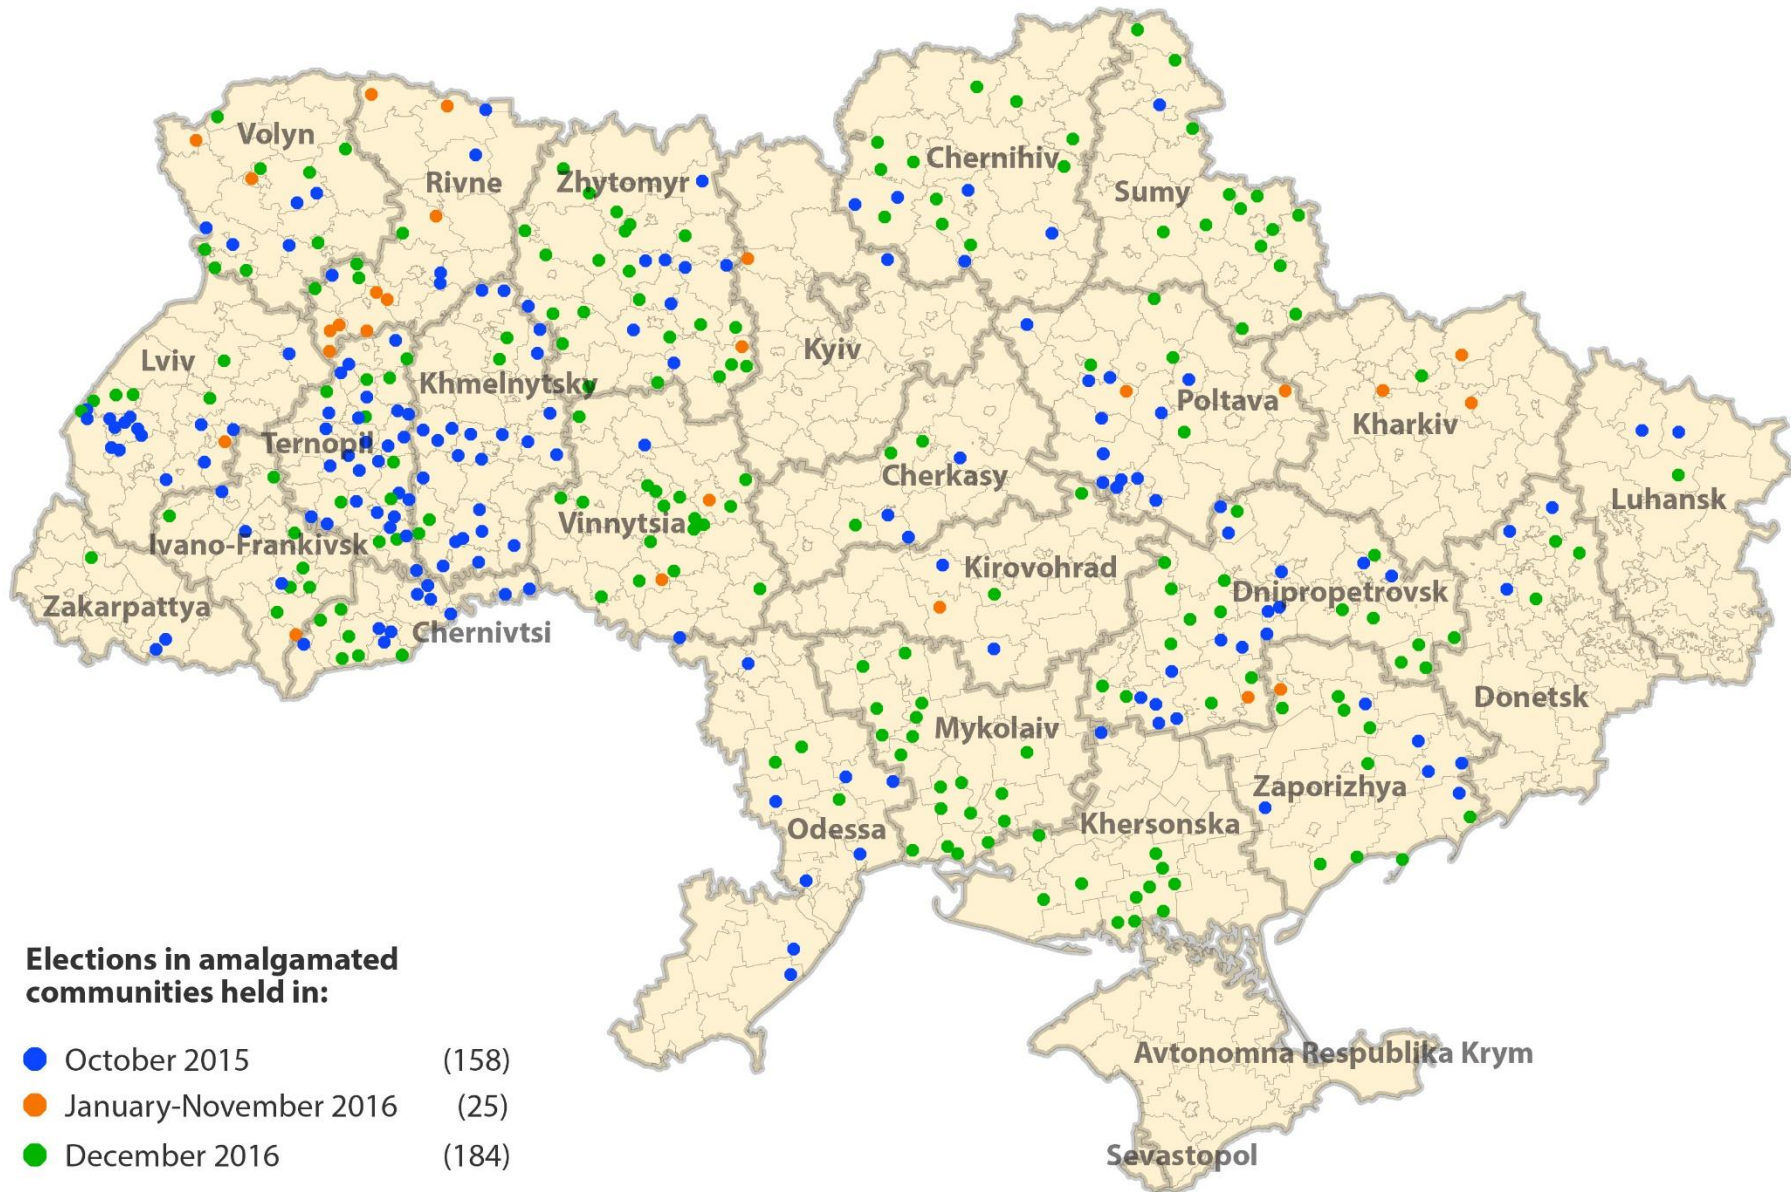 Volyn
Rivne
Zhytomyr
Chernihiv
Sumy
Kyiv
Lviv
Khmelnytsky
Poltava
Kharkiv
Ternopil
Cherkasy
Luhansk
Vinnytsia
Ivano-Frankivsk
Kirovohrad
Dnipropetrovsk
Zakarpattya
Chernivtsi
Donetsk
Mykolaiv
Zaporizhya
Odessa
Khersonska
Avtonomna Respublika Krym
Sevastopol
Elections in amalgamated
communities held in:
October 2015 (158)
January-November 2016 (25)
December 2016 (184)